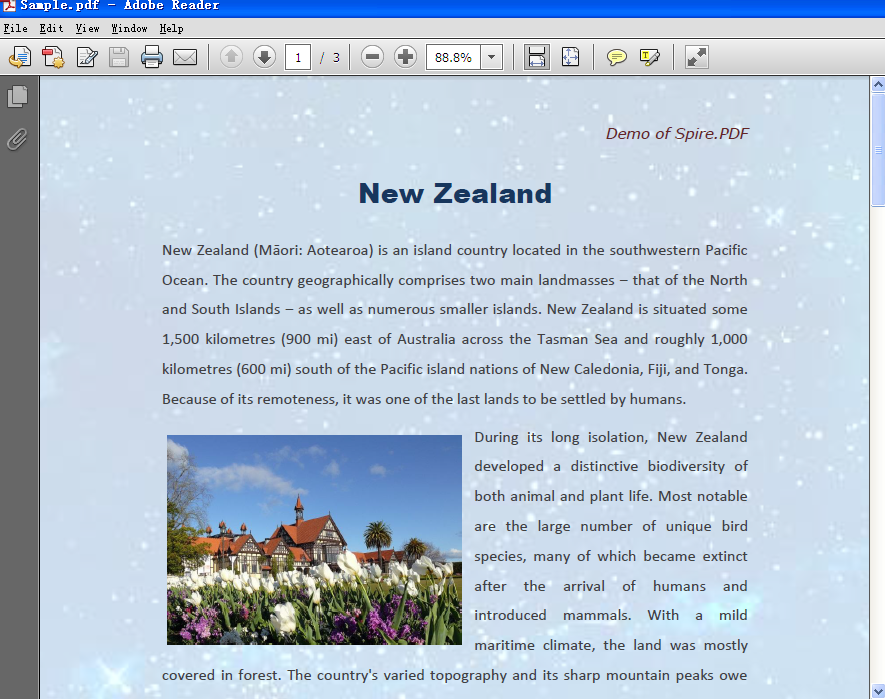 Sample.pdf - Adobe Reader
File Edit View Window Help
1 / 3 88.8%
Demo of Spire.PDF
New Zealand
New Zealand (Māori: Aotearoa) is an island country located in the southwestern Pacific
Ocean. The country geographically comprises two main landmasses – that of the North
and South Islands – as well as numerous smaller islands. New Zealand is situated some
1,500 kilometres (900 mi) east of Australia across the Tasman Sea and roughly 1,000
kilometres (600 mi) south of the Pacific island nations of New Caledonia, Fiji, and Tonga.
Because of its remoteness, it was one of the last lands to be settled by humans.
During its long isolation, New Zealand
developed a distinctive biodiversity of
both animal and plant life. Most notable
are the large number of unique bird
species, many of which became extinct
after the arrival of humans and
introduced mammals. With a mild
maritime climate, the land was mostly
covered in forest. The country's varied topography and its sharp mountain peaks owe